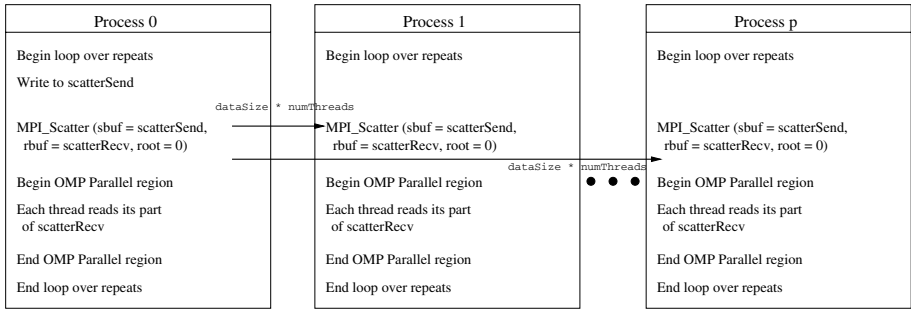 Process 0
Begin loop over repeats
Write to scatterSend
MPI_Scatter (sbuf = scatterSend,
rbuf = scatterRecv, root = 0)
Begin OMP Parallel region
Each thread reads its part
of scatterRecv
End OMP Parallel region
End loop over repeats
dataSize * numThreads
Process 1
Begin loop over repeats
MPI_Scatter (sbuf = scatterSend,
rbuf = scatterRecv, root = 0)
Begin OMP Parallel region
Each thread reads its part
of scatterRecv
End OMP Parallel region
End loop over repeats
dataSize * numThreads
Process p
Begin loop over repeats
MPI_Scatter (sbuf = scatterSend,
rbuf = scatterRecv, root = 0)
Begin OMP Parallel region
Each thread reads its part
of scatterRecv
End OMP Parallel region
End loop over repeats